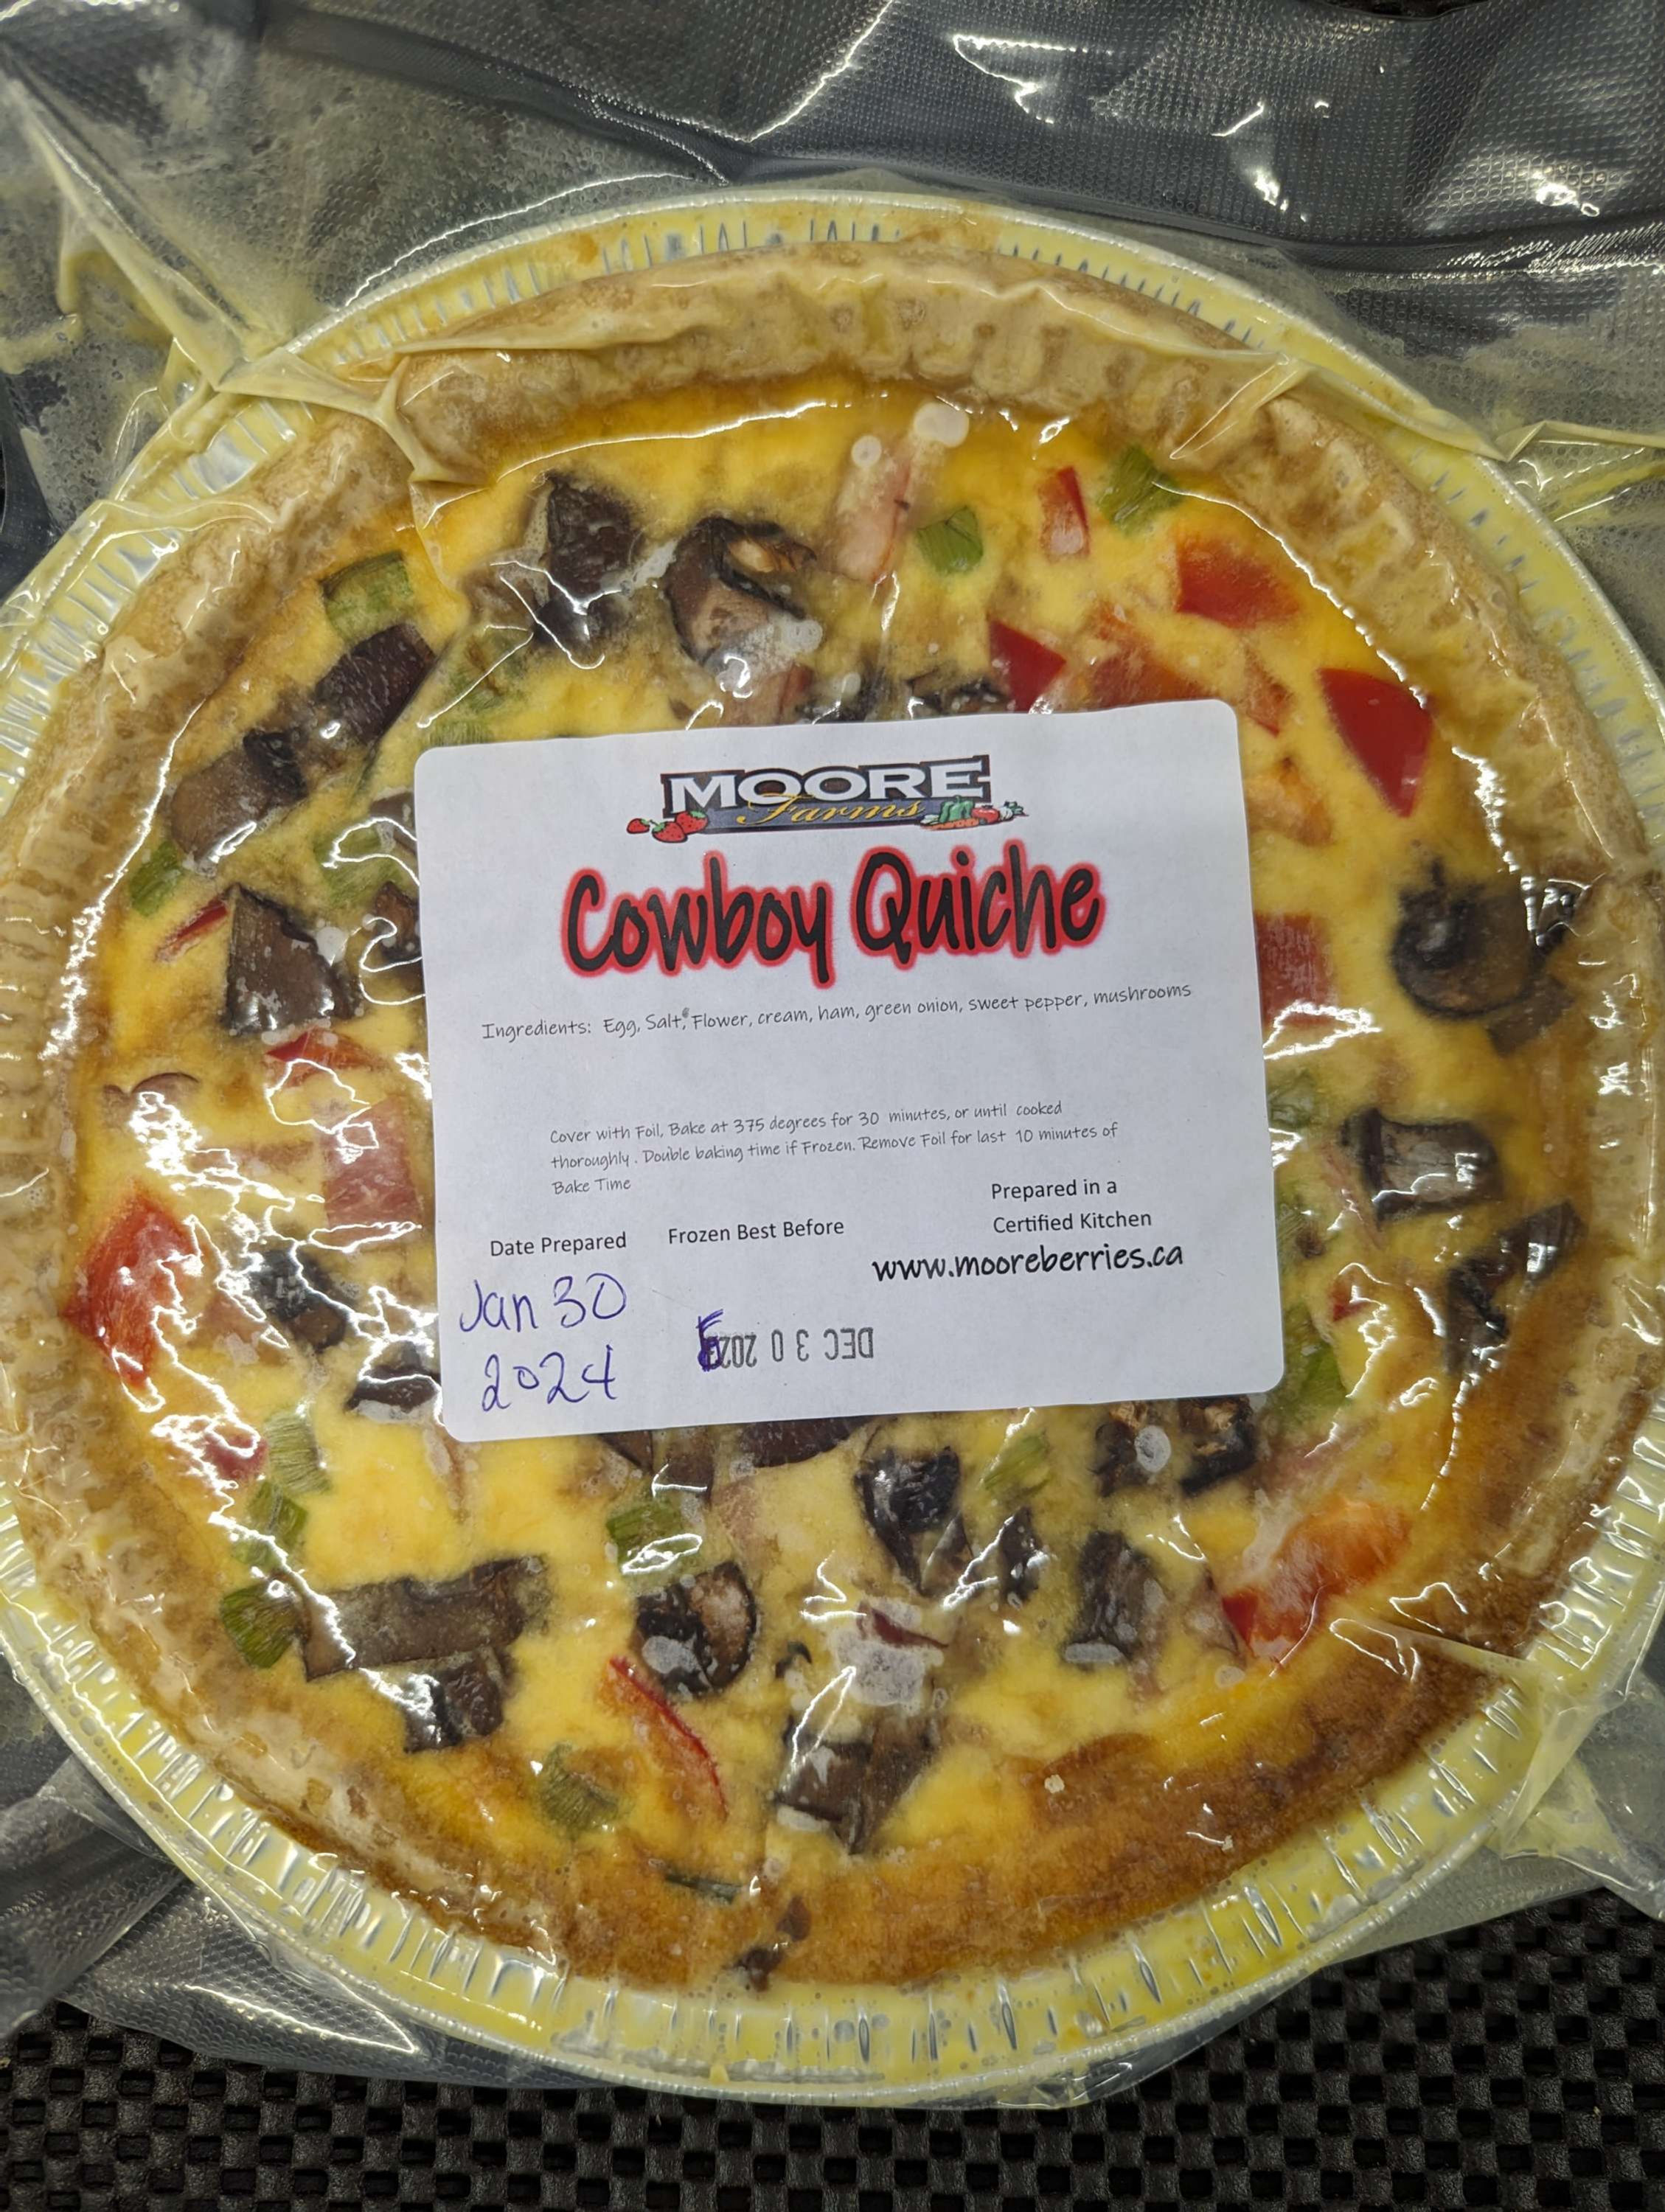 MOORE
Farms
Cowboy Quiche
Ingredients: Egg, Salt, Flower, cream, ham, green onion, sweet pepper, mushrooms
Cover with Foil, Bake at 375 degrees for 30 minutes, or until cooked
thoroughly. Double baking time if Frozen. Remove Foil for last 10 minutes of
Bake Time
Date Prepared
Jan 30
2024
Frozen Best Before
DEC 30
Prepared in a
Certified Kitchen
www.mooreberries.ca